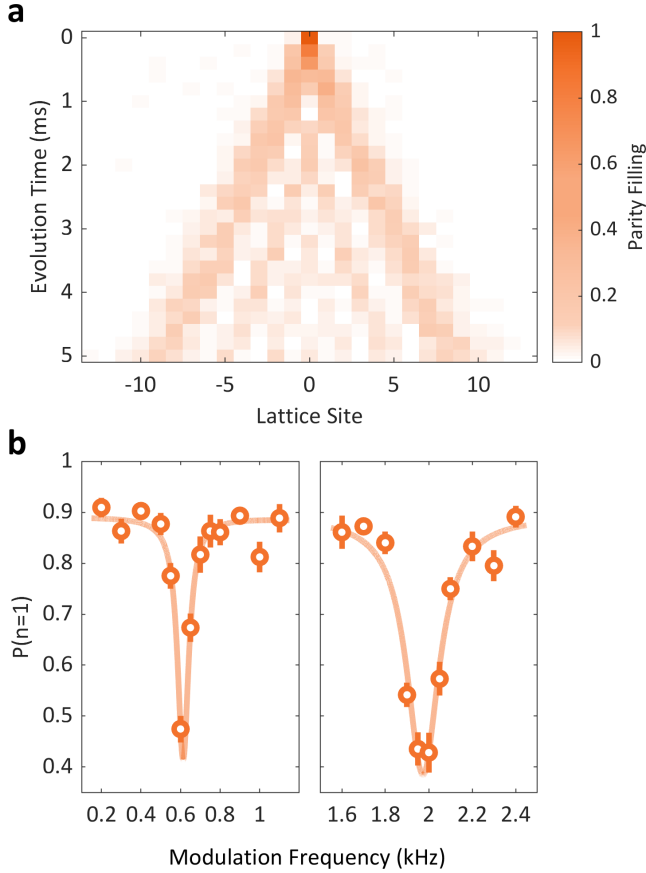 a
0
1
2
3
4
5
Evolution Time (ms)
-10 -5 0 5 10
Lattice Site
1
0.8
0.6
0.4
0.2
0
Parity Filling
b
1
0.9
0.8
0.7
0.6
0.5
0.4
P(n=1)
0.2 0.4 0.6 0.8 1
1.6 1.8 2 2.2 2.4
Modulation Frequency (kHz)